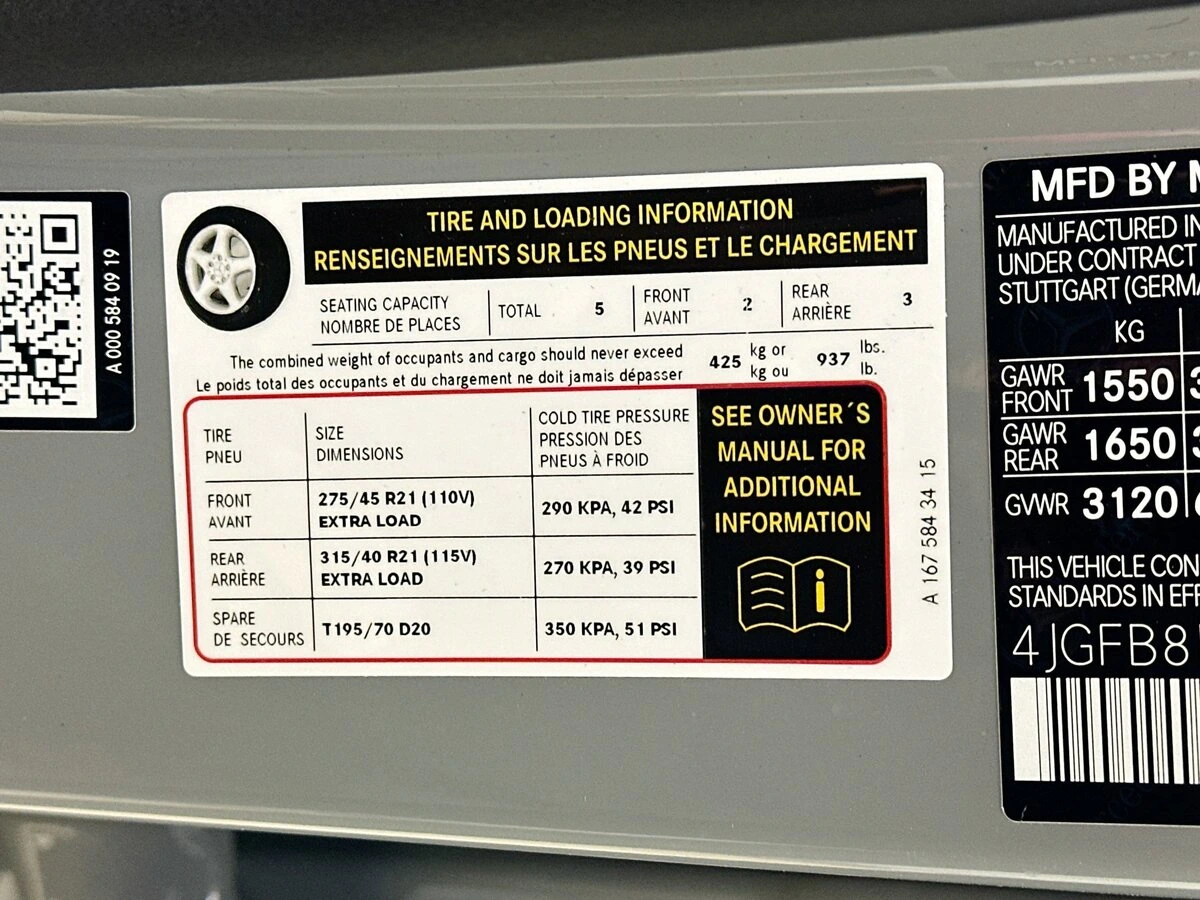 A 000 584 09 19
TIRE AND LOADING INFORMATION
RENSEIGNEMENTS SUR LES PNEUS ET LE CHARGEMENT
SEATING CAPACITY
NOMBRE DE PLACES
TOTAL 5
FRONT
AVANT
2
REAR
ARRIÈRE
3
The combined weight of occupants and cargo should never exceed
Le poids total des occupants et du chargement ne doit jamais dépasser
425 kg or
kg ou
937 lbs.
lb.
TIRE
PNEU
SIZE
DIMENSIONS
COLD TIRE PRESSURE
PRESSION DES
PNEUS À FROID
FRONT
AVANT
275/45 R21 (110V)
EXTRA LOAD
290 KPA, 42 PSI
REAR
ARRIÈRE
315/40 R21 (115V)
EXTRA LOAD
270 KPA, 39 PSI
SPARE
DE SECOURS
T195/70 D20
350 KPA, 51 PSI
SEE OWNER´S
MANUAL FOR
ADDITIONAL
INFORMATION
i
A 167 584 34 15
MFD BY
MANUFACTURED IN
UNDER CONTRACT
STUTTGART
KG
GAWR
FRONT
1550
GAWR
REAR
1650
GVWR 3120
THIS VEHICLE
STANDARDS IN
4JGFB8